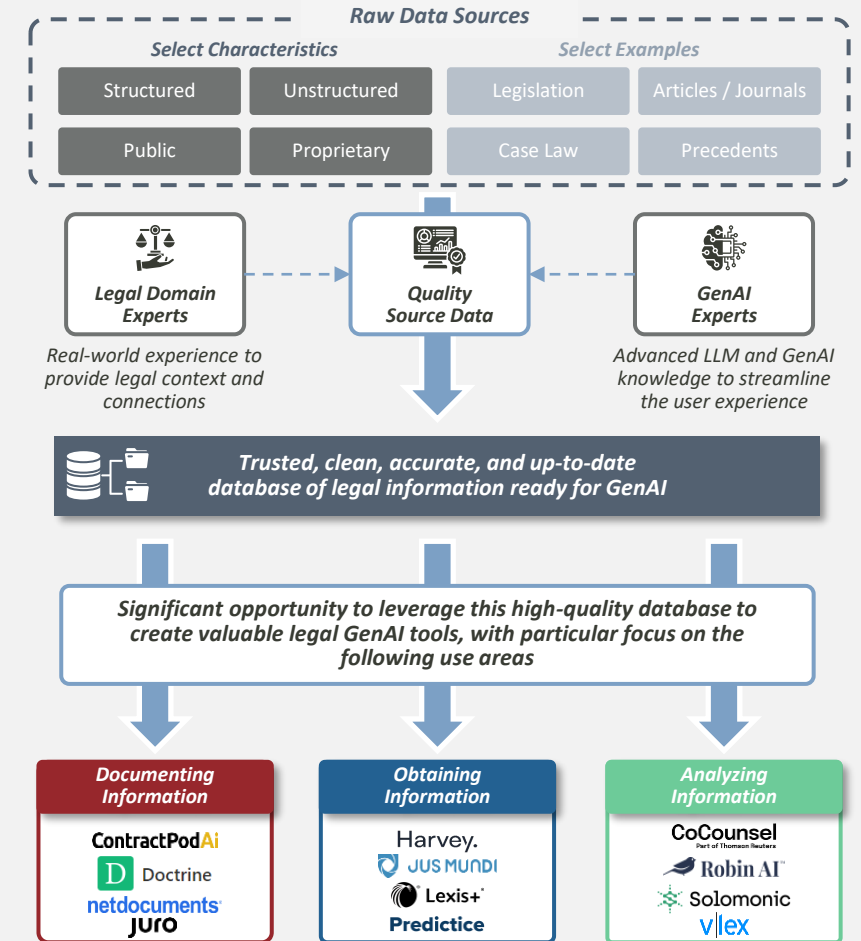 Raw Data Sources
Select Characteristics
Select Examples
Structured
Unstructured
Legislation
Articles / Journals
Public
Proprietary
Case Law
Precedents
Legal Domain
Experts
Quality
Source Data
GenAI
Experts
Real-world experience to
provide legal context and
connections
Advanced LLM and GenAI
knowledge to streamline
the user experience
Trusted, clean, accurate, and up-to-date
database of legal information ready for GenAI
Significant opportunity to leverage this high-quality database to
create valuable legal GenAI tools, with particular focus on the
following use areas
Documenting
Information
ContractPodAi
D Doctrine
netdocuments
JURO
Obtaining
Information
Harvey.
JUS MUNDI
Lexis+
Predictice
Analyzing
Information
CoCounsel
Part of Thomson Reuters
Robin AI™
Solomonic
v|lex